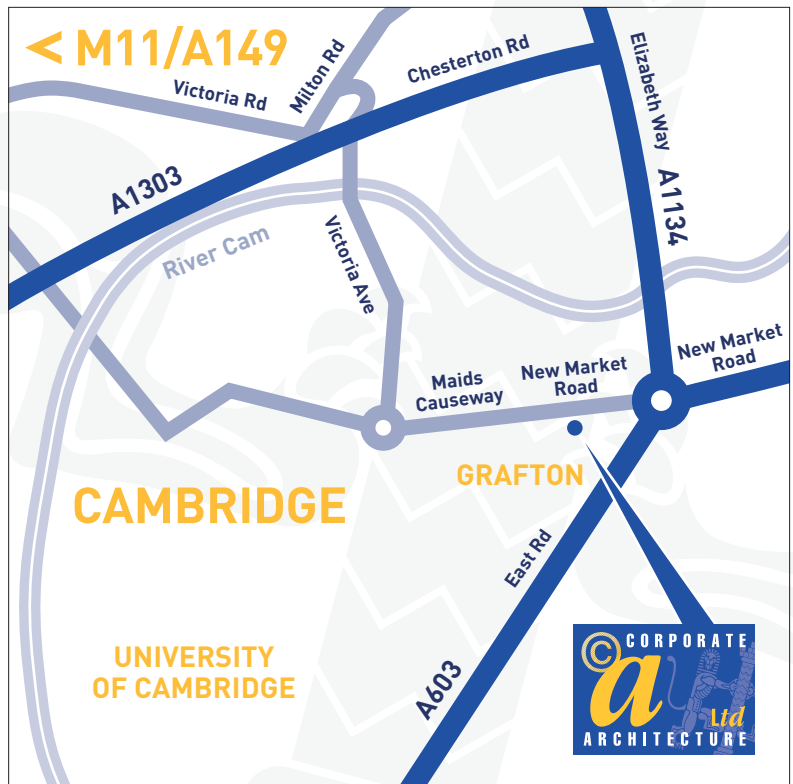 < M11/A149
Victoria Rd
Milton Rd
Chesterton Rd
Elizabeth Way
A1303
A1134
River Cam
Victoria Ave
Maids
Causeway
New Market
Road
New Market
Road
GRAFTON
CAMBRIDGE
East Rd
UNIVERSITY
OF CAMBRIDGE
A603
© CORPORATE
a
Ltd
ARCHITECTURE